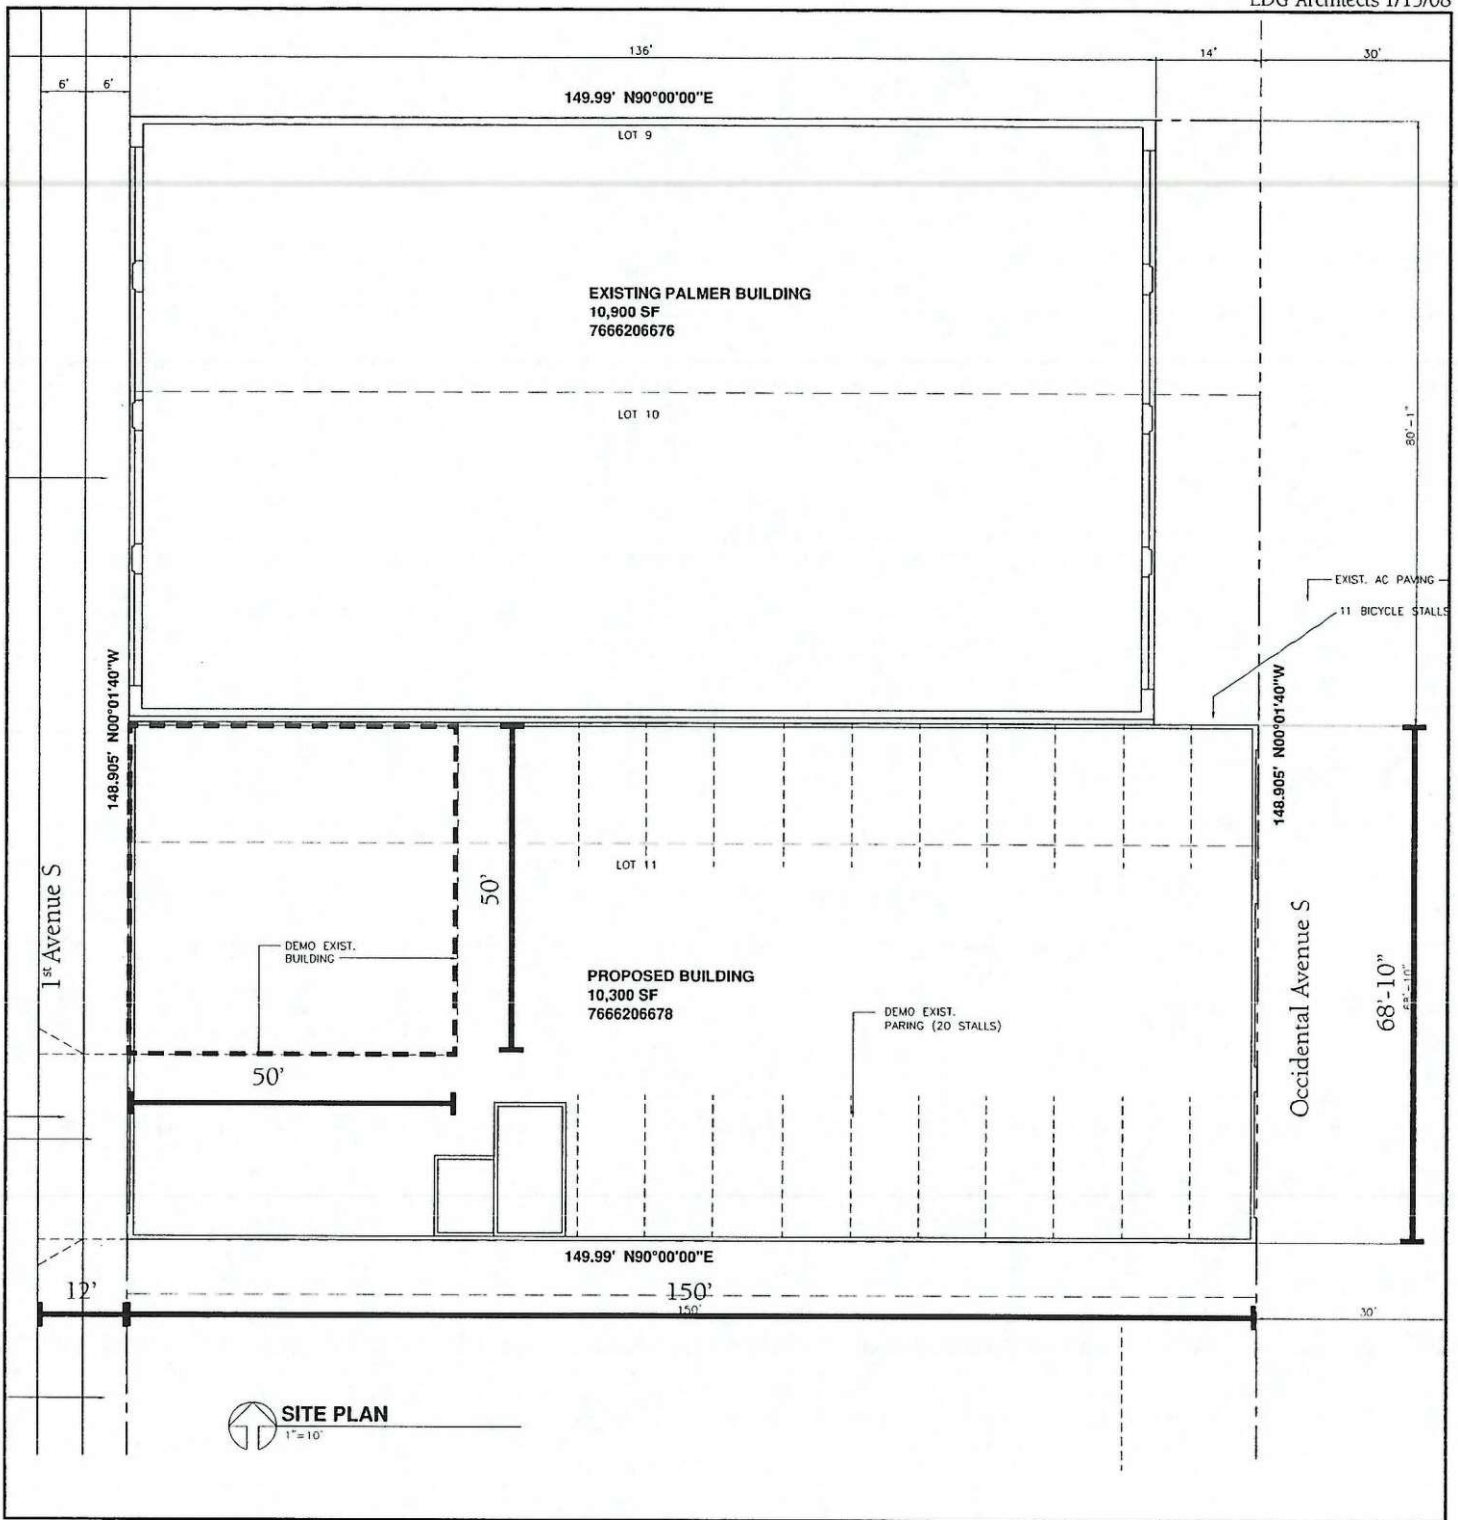 EDG Architects 1/15/08
136'
14'
30'
6'
6'
149.99' N90°00'00"E
LOT 9
EXISTING PALMER BUILDING
10,900 SF
7666206676
LOT 10
80'-1"
EXIST. AC PAVING
11 BICYCLE STALLS
148.905' N00°01'40"W
148.905' N00°01'40"W
1st Avenue S
50'
LOT 11
DEMO EXIST.
BUILDING
PROPOSED BUILDING
10,300 SF
7666206678
DEMO EXIST.
PARING (20 STALLS)
Occidental Avenue S
68'-10"
68'-10"
50'
149.99' N90°00'00"E
12'
150'
150'
30'
SITE PLAN
1"=10'